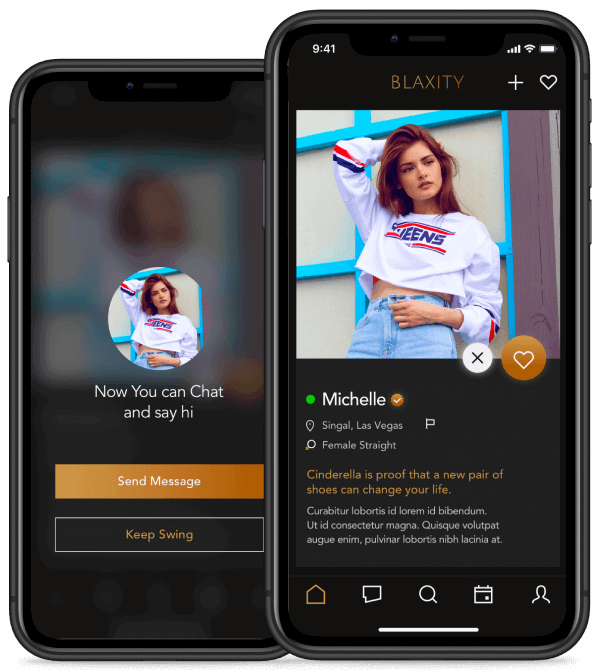 Now You can Chat
and say hi
Send Message
Keep Swing
9:41
BLAXITY
QUEENS
Michelle
Singal, Las Vegas
Female Straight
Cinderella is proof that a new pair of
shoes can change your life.
Curabitur lobortis id lorem id bibendum.
Ut id consectetur magna. Quisque volutpat
augue enim, pulvinar lobortis nibh lacinia at.